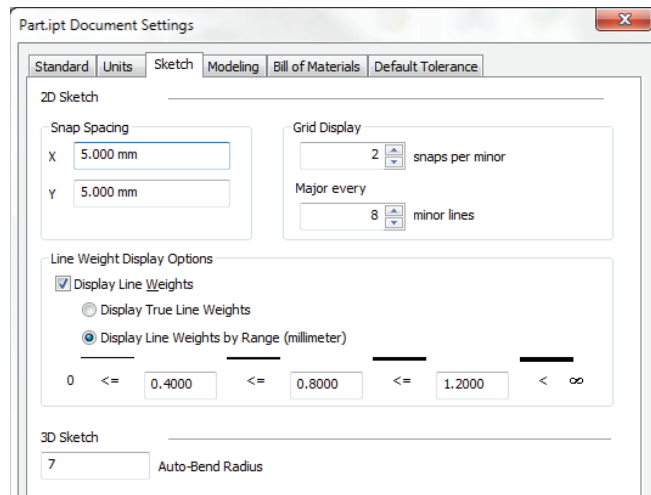 Part.ipt Document Settings
Standard Units Sketch Modeling Bill of Materials Default Tolerance
2D Sketch
Snap Spacing
X 5.000 mm
Y 5.000 mm
Grid Display
2 snaps per minor
Major every
8 minor lines
Line Weight Display Options
Display Line Weights
Display True Line Weights
Display Line Weights by Range (millimeter)
0 <= 0.4000 <= 0.8000 <= 1.2000 < ∞
3D Sketch
7 Auto-Bend Radius